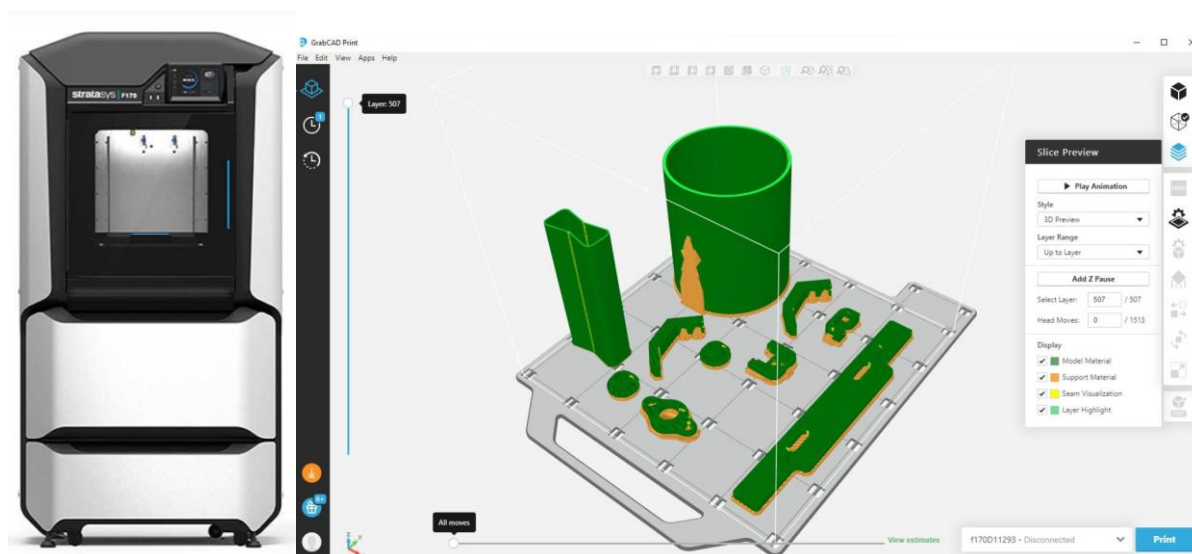 stratasys F170
GrabCAD Print
File Edit View Apps Help
1
Layer: 507
Slice Preview
Play Animation
Style
3D Preview
Layer Range
Up to Layer
Add Z Pause
Select Layer: 507 / 507
Head Moves: 0 / 1513
Display
Model Material
Support Material
Seam Visualization
Layer Highlight
6+
All moves
View estimates
f170D11293 - Disconnected
Print